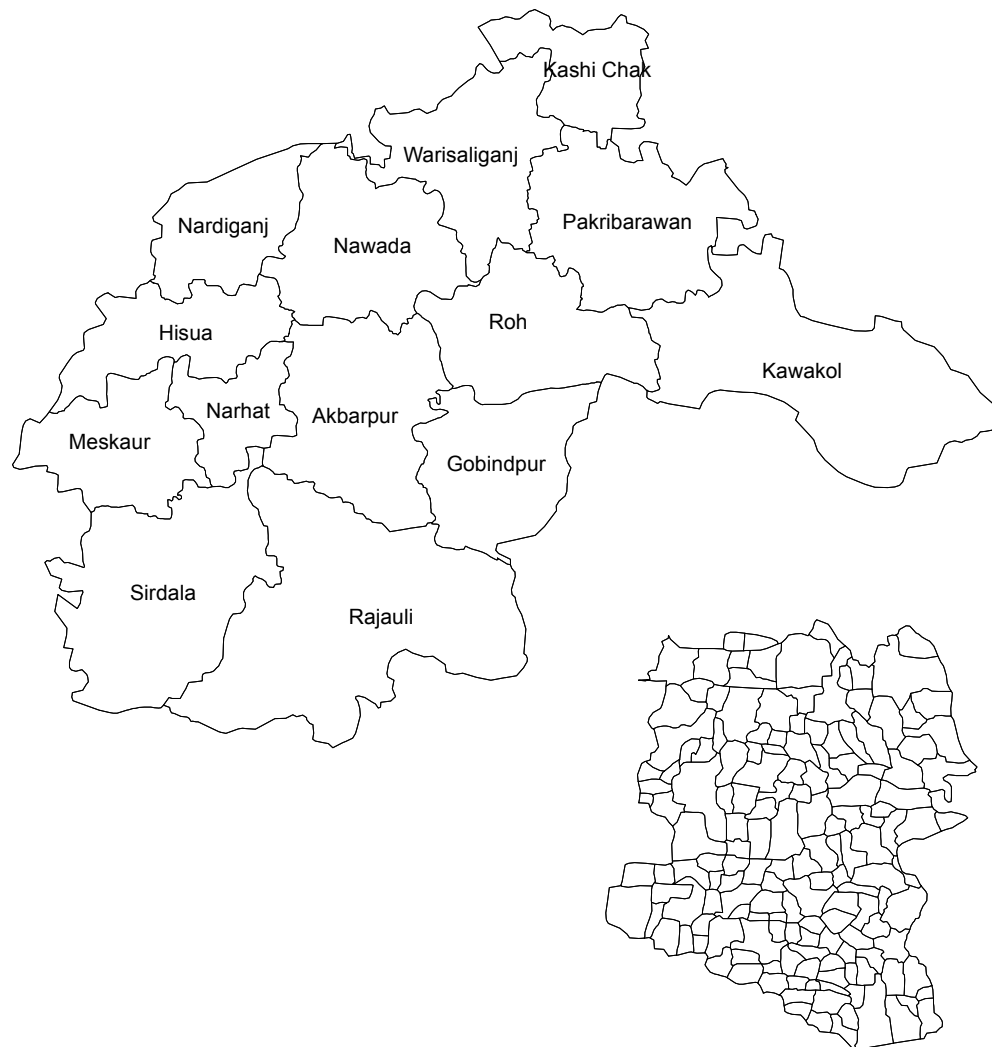 Kashi Chak
Warisaliganj
Pakribarawan
Nardiganj
Nawada
Roh
Hisua
Kawakol
Narhat
Akbarpur
Meskaur
Gobindpur
Sirdala
Rajauli